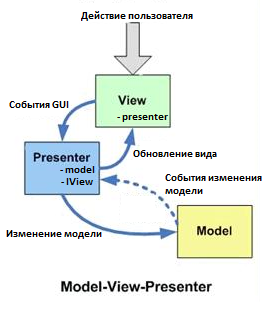 Действие пользователя
События GUI
View
- presenter
Presenter
- model
- IView
Обновление вида
События изменения
модели
Изменение модели
Model
Model-View-Presenter